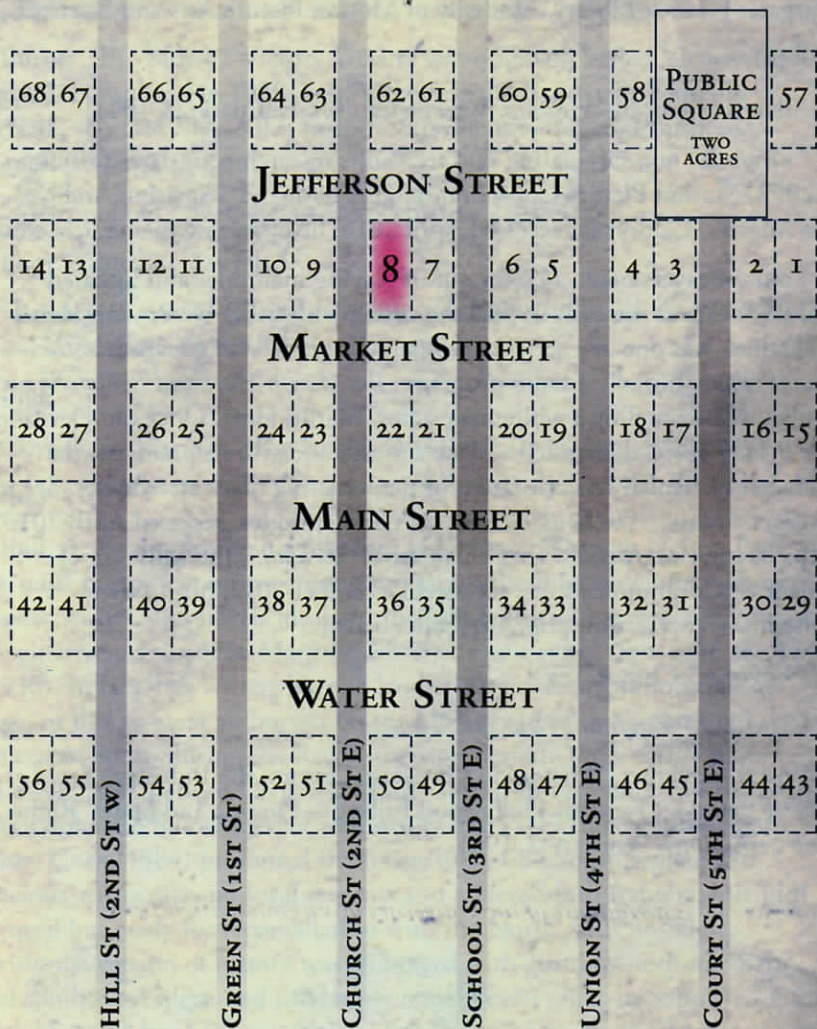 68 67 66 65 64 63 62 61 60 59 58 PUBLIC SQUARE TWO ACRES 57
JEFFERSON STREET
14 13 12 11 10 9 8 7 6 5 4 3 2 1
MARKET STREET
28 27 26 25 24 23 22 21 20 19 18 17 16 15
MAIN STREET
42 41 40 39 38 37 36 35 34 33 32 31 30 29
WATER STREET
56 55 54 53 52 51 50 49 48 47 46 45 44 43
HILL ST (2ND ST W)
GREEN ST (1ST ST)
CHURCH ST (2ND ST E)
SCHOOL ST (3RD ST E)
UNION ST (4TH ST E)
COURT ST (5TH ST E)